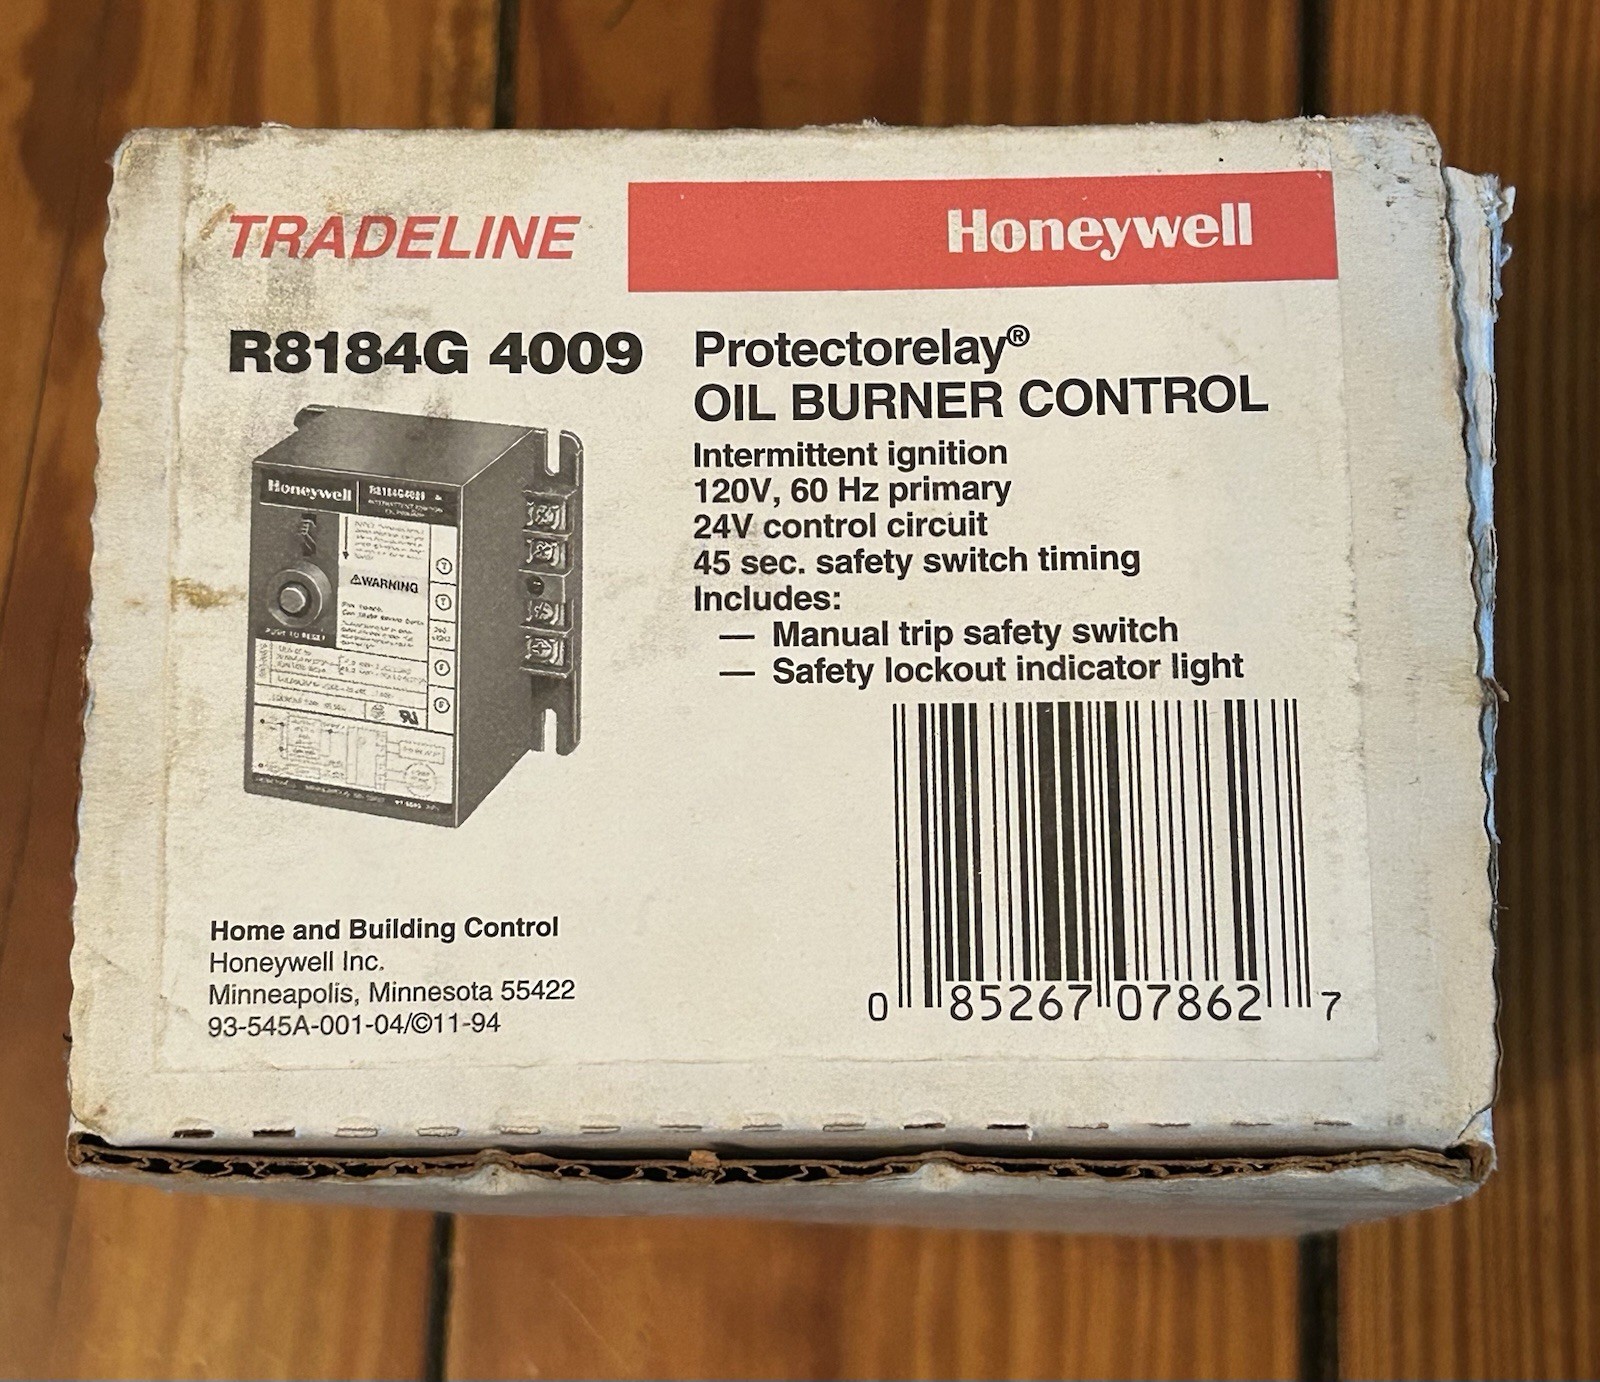 TRADELINE
Honeywell
R8184G 4009
Protectorelay®
OIL BURNER CONTROL
Intermittent ignition
120V, 60 Hz primary
24V control circuit
45 sec. safety switch timing
Includes:
— Manual trip safety switch
— Safety lockout indicator light
Honeywell
R8184G4009
⚠WARNING
PUSH TO RESET
T
T
F
F
Home and Building Control
Honeywell Inc.
Minneapolis, Minnesota 55422
93-545A-001-04/©11-94
0 85267 07862 7